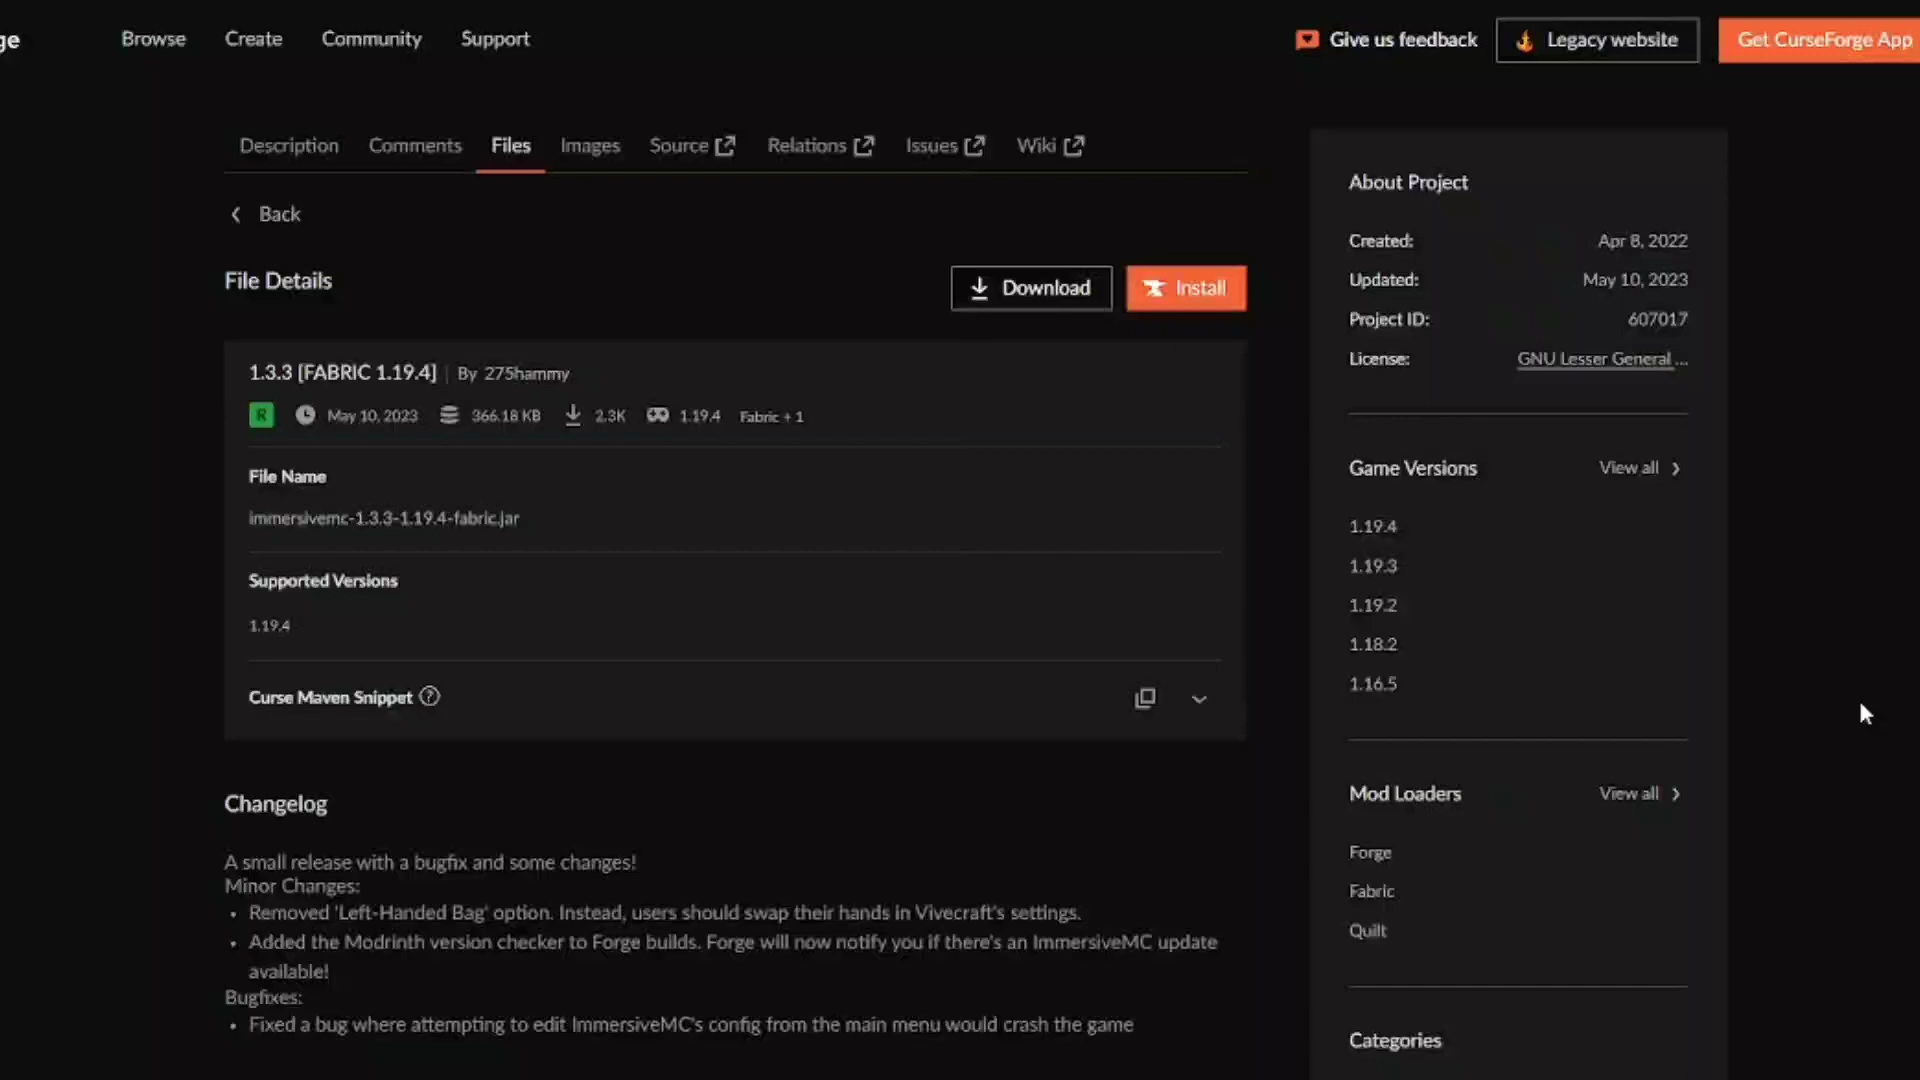 ge
Browse Create Community Support
Give us feedback
Legacy website
Get CurseForge App
Description Comments Files Images Source Relations Issues Wiki
Back
File Details
Download
Install
1.3.3 [FABRIC 1.19.4] By 275hammy
R May 10, 2023 366.18 KB 2.3K 1.19.4 Fabric + 1
File Name
immersivemc-1.3.3-1.19.4-fabric.jar
Supported Versions
1.19.4
Curse Maven Snippet ?
Changelog
A small release with a bugfix and some changes!
Minor Changes:
• Removed 'Left-Handed Bag' option. Instead, users should swap their hands in Vivecraft's settings.
• Added the Modrinth version checker to Forge builds. Forge will now notify you if there's an ImmersiveMC update
available!
Bugfixes:
• Fixed a bug where attempting to edit ImmersiveMC's config from the main menu would crash the game
About Project
Created: Apr 8, 2022
Updated: May 10, 2023
Project ID: 607017
License: GNU Lesser General ...
Game Versions View all
1.19.4
1.19.3
1.19.2
1.18.2
1.16.5
Mod Loaders View all
Forge
Fabric
Quilt
Categories